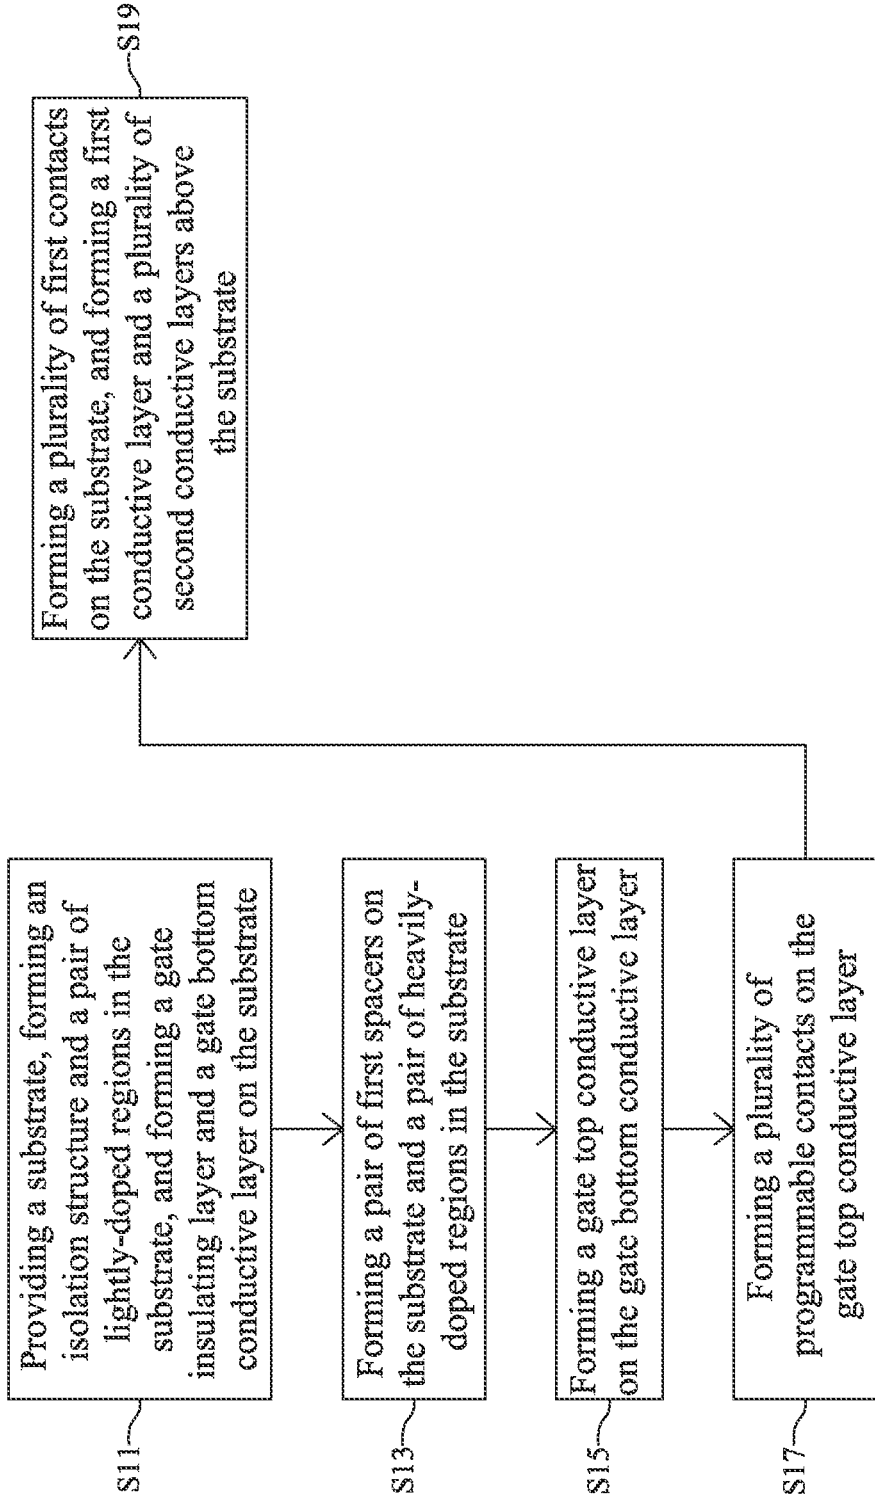 S11
Providing a substrate, forming an
isolation structure and a pair of
lightly-doped regions in the
substrate, and forming a gate
insulating layer and a gate bottom
conductive layer on the substrate
S13
Forming a pair of first spacers on
the substrate and a pair of heavily-
doped regions in the substrate
S15
Forming a gate top conductive layer
on the gate bottom conductive layer
S17
Forming a plurality of
programmable contacts on the
gate top conductive layer
S19
Forming a plurality of first contacts
on the substrate, and forming a first
conductive layer and a plurality of
second conductive layers above
the substrate